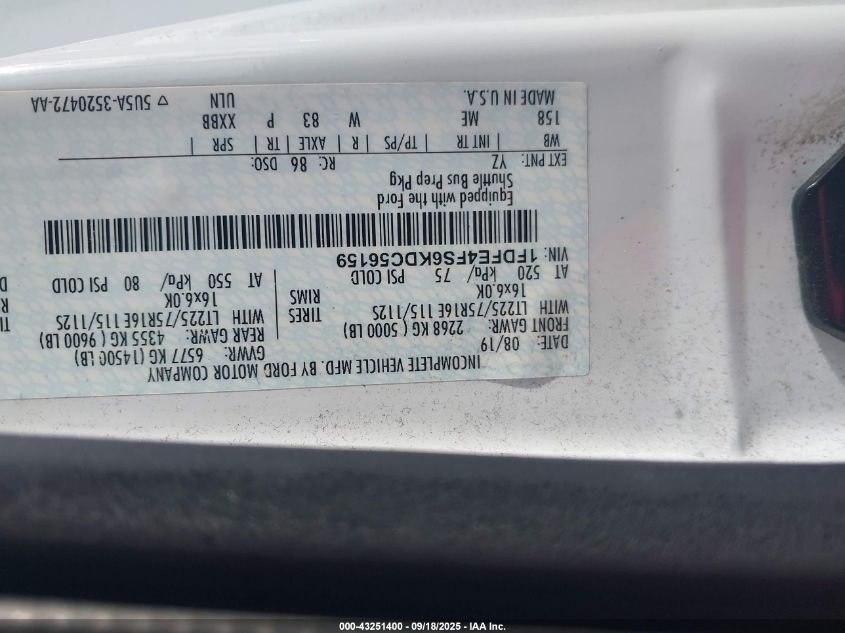 INCOMPLETE VEHICLE MFD. BY FORD MOTOR COMPANY
DATE: 08/19 GVWR: 6577 KG (14500 LB)
FRONT GAWR: 2268 KG (5000 LB) REAR GAWR: 4355 KG (9600 LB)
WITH LT225/75R16E 115/112S TIRES WITH LT225/75R16E 115/112S
16x6.0K RIMS 16x6.0K
AT 520 kPa/ 75 PSI COLD AT 550 kPa/ 80 PSI COLD
VIN: 1FDFE4FS6KDC56159
Equipped with the Ford
Shuttle Bus Prep Pkg
EXT PNT: YZ RC: 86 DSO:
WB | INT TR | TP/PS | R | AXLE | TR | SPR |
158 ME W 83 P XXBB
MADE IN U.S.A. ULN ▽ 5U5A-3520472-AA
000-43251400 - 09/18/2025 - IAA Inc.